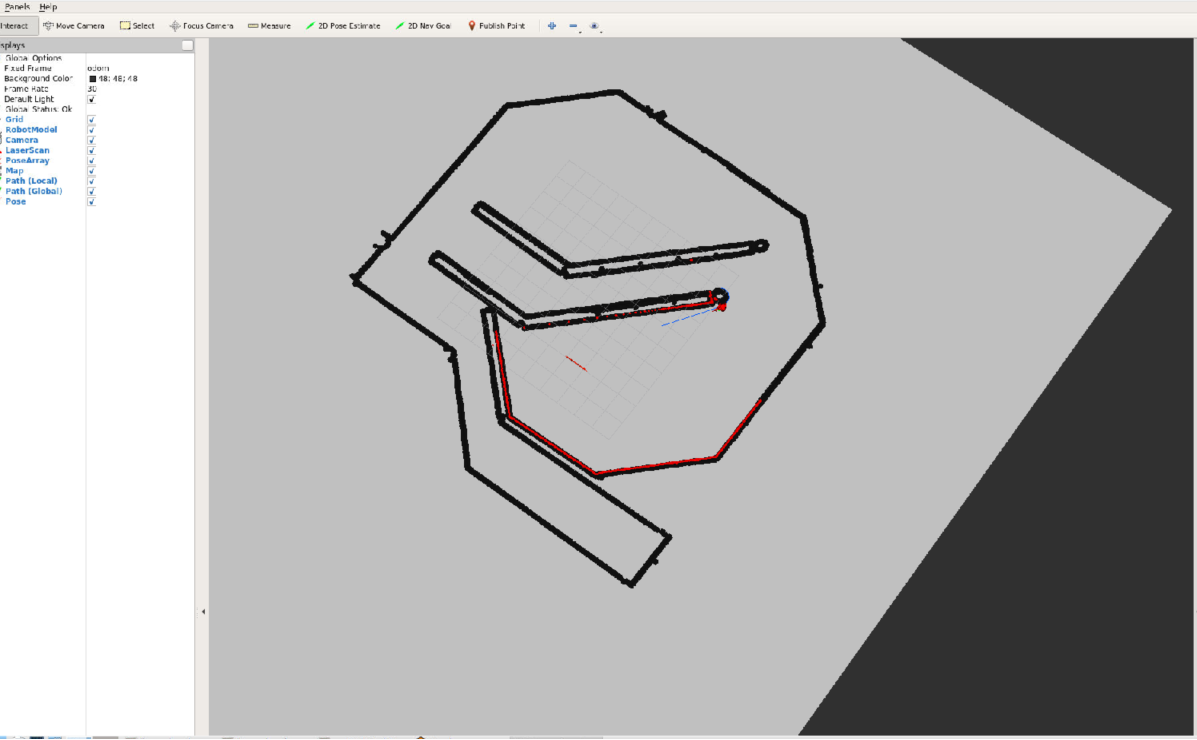 Panels Help
Interact Move Camera Select Focus Camera Measure 2D Pose Estimate 2D Nav Goal Publish Point
splays
Global Options
Fixed Frame odom
Background Color 48; 48; 48
Frame Rate 30
Default Light
Global Status: Ok
Grid
RobotModel
Camera
LaserScan
PoseArray
Map
Path (Local)
Path (Global)
Pose